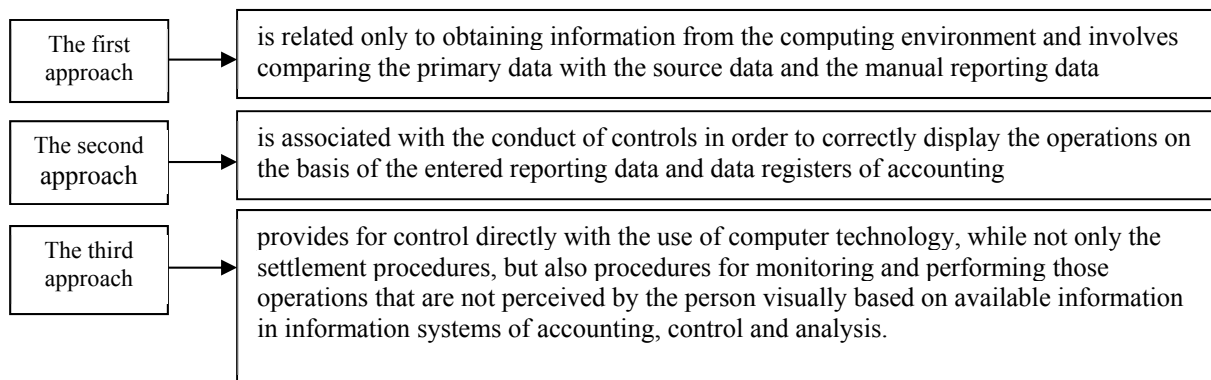 The first
approach
is related only to obtaining information from the computing environment and involves
comparing the primary data with the source data and the manual reporting data
The second
approach
is associated with the conduct of controls in order to correctly display the operations on
the basis of the entered reporting data and data registers of accounting
The third
approach
provides for control directly with the use of computer technology, while not only the
settlement procedures, but also procedures for monitoring and performing those
operations that are not perceived by the person visually based on available information
in information systems of accounting, control and analysis.